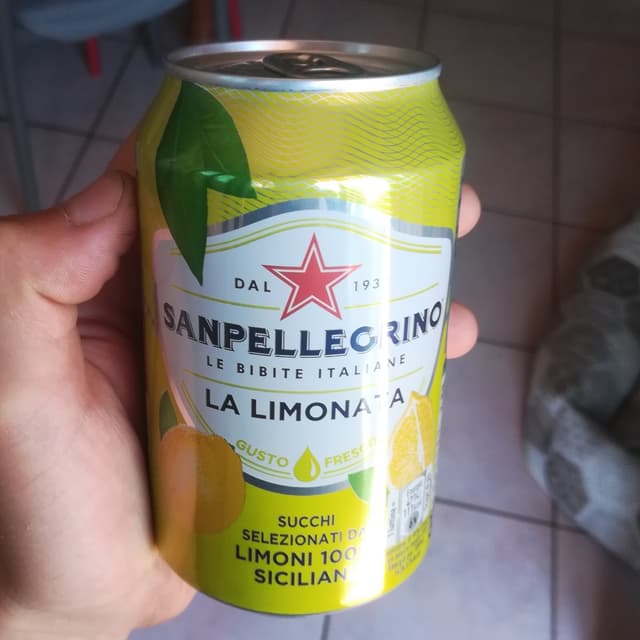 DAL 193
SANPELLEGRINO
LE BIBITE ITALIANE
LA LIMONATA
GUSTO FRESCO
SUCCHI
SELEZIONATI DA
LIMONI 100%
SICILIAN